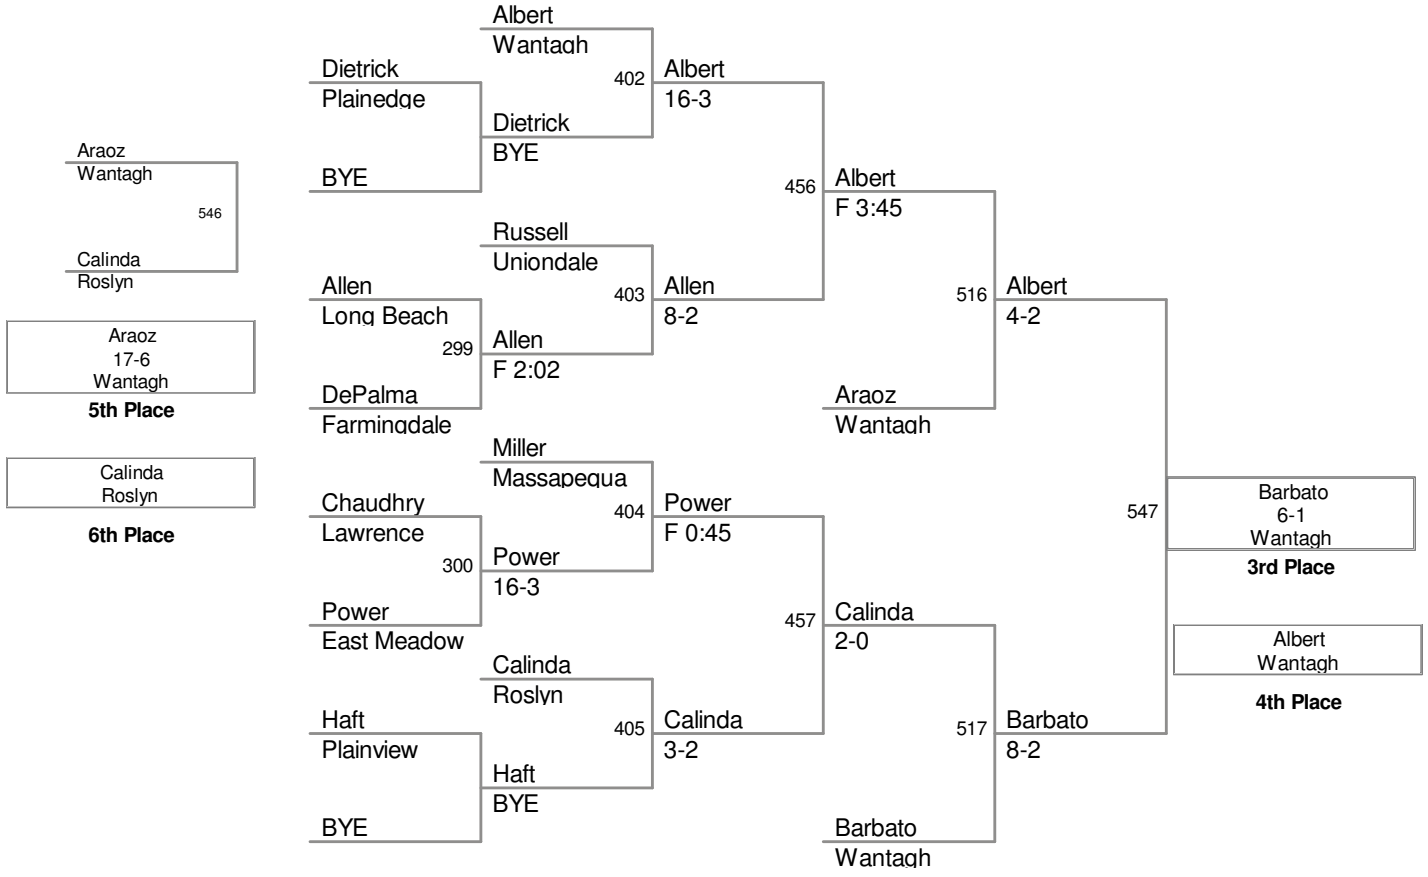 Albert
Wantagh
Dietrick
Plainedge
402
Albert
16-3
Dietrick
BYE
BYE
Araoz
Wantagh
546
Calinda
Roslyn
Araoz
17-6
Wantagh
5th Place
Calinda
Roslyn
6th Place
456
Albert
F 3:45
Russell
Uniondale
Allen
Long Beach
403
Allen
8-2
299
Allen
F 2:02
DePalma
Farmingdale
516
Albert
4-2
Araoz
Wantagh
Miller
Massapequa
Chaudhry
Lawrence
404
Power
F 0:45
300
Power
16-3
Power
East Meadow
547
Barbato
6-1
Wantagh
3rd Place
Albert
Wantagh
4th Place
457
Calinda
2-0
Calinda
Roslyn
Haft
Plainview
405
Calinda
3-2
Haft
BYE
BYE
517
Barbato
8-2
Barbato
Wantagh